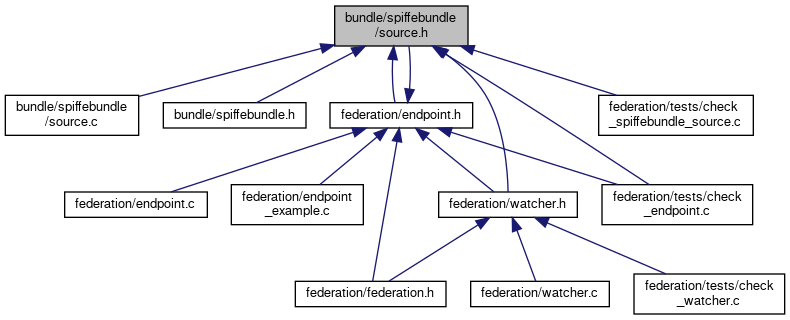 bundle/spiffebundle
/source.h
bundle/spiffebundle
/source.c
bundle/spiffebundle.h
federation/endpoint.h
federation/tests/check
_spiffebundle_source.c
federation/endpoint.c
federation/endpoint
_example.c
federation/watcher.h
federation/tests/check
_endpoint.c
federation/federation.h
federation/watcher.c
federation/tests/check
_watcher.c